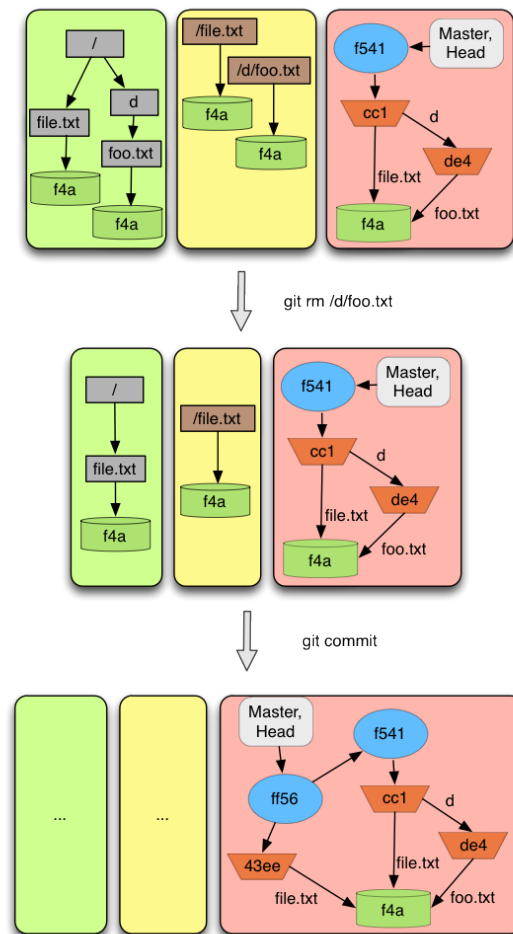 /
file.txt
f4a
d
foo.txt
f4a
/file.txt
f4a
/d/foo.txt
f4a
f541
Master,
Head
cc1
d
de4
file.txt
foo.txt
f4a
git rm /d/foo.txt
/
file.txt
f4a
/file.txt
f4a
f541
Master,
Head
cc1
d
de4
file.txt
foo.txt
f4a
git commit
...
...
Master,
Head
f541
ff56
cc1
d
43ee
de4
file.txt
file.txt
foo.txt
f4a